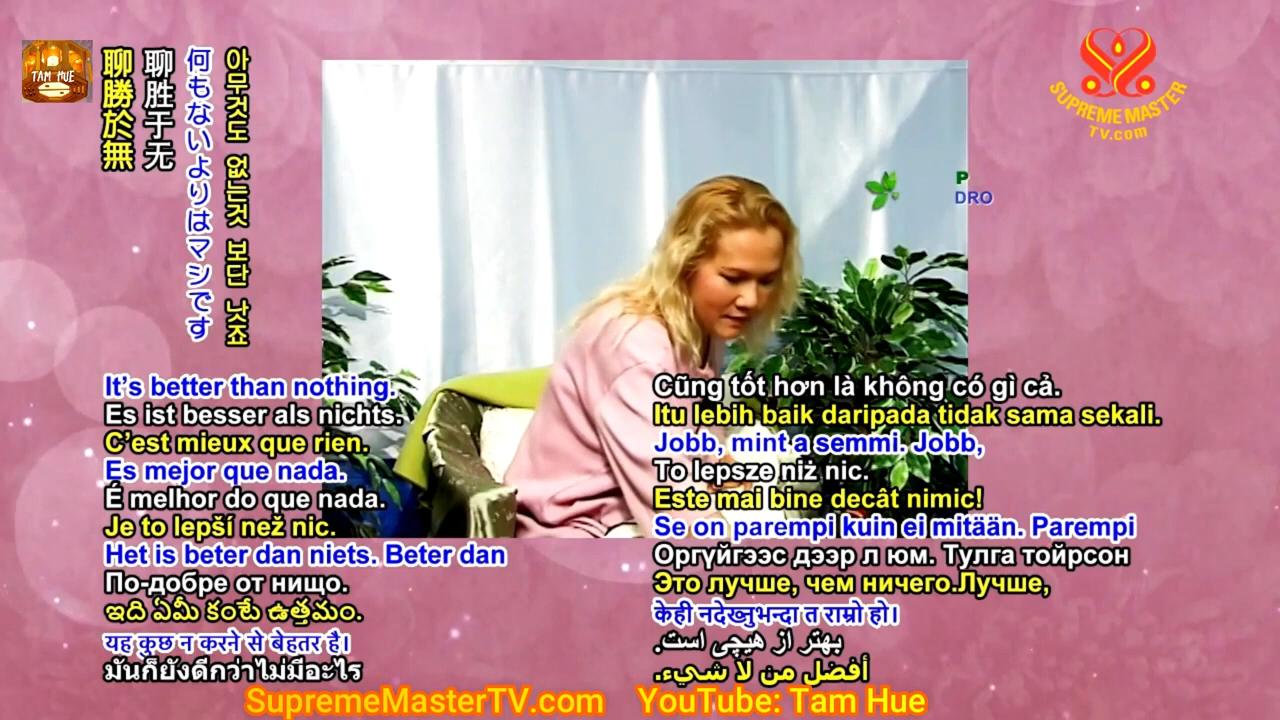 TAM HUE
聊勝於無
聊胜于无
何もないよりはマシです
아무것도 없는것 보단 낫죠
SUPREME MASTER
TV.com
P
DRO
It's better than nothing.
Es ist besser als nichts.
C'est mieux que rien.
Es mejor que nada.
É melhor do que nada.
Je to lepší než nic.
Het is beter dan niets. Beter dan
По-добре от нищо.
ఇది ఏమీ కంటే ఉత్తమం.
यह कुछ न करने से बेहतर है।
มันก็ยังดีกว่าไม่มีอะไร
Cũng tốt hơn là không có gì cả.
Itu lebih baik daripada tidak sama sekali.
Jobb, mint a semmi. Jobb,
To lepsze niż nic.
Este mai bine decât nimic!
Se on parempi kuin ei mitään. Parempi
Оргүйгээс дээр л юм. Тулга тойрсон
Это лучше, чем ничего.Лучше,
केही नदेख्नुभन्दा त राम्रो हो।
بهتر از هیچی است.
أفضل من لا شيء.
SupremeMasterTV.com YouTube: Tam Hue